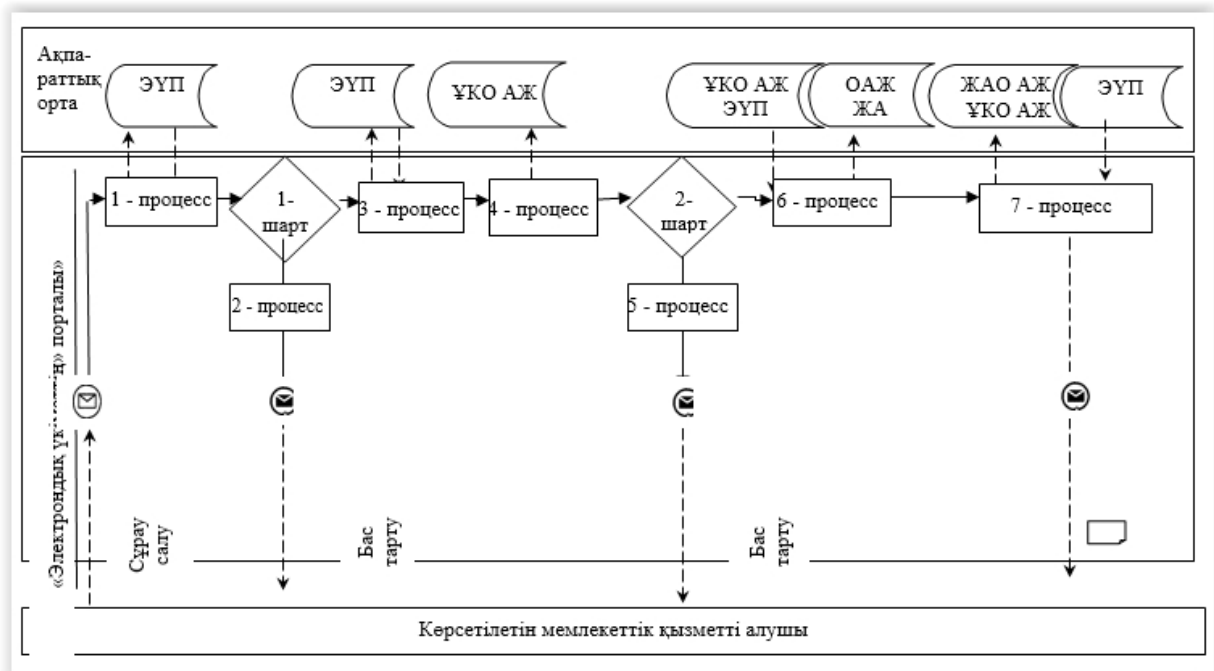 Ақпа-
раттық
орта
ЭҮП
ЭҮП
ҰКО АЖ
ҰКО АЖ
ЭҮП
ОАЖ
ЖА
ЖАО АЖ
ҰКО АЖ
ЭҮП
1 - процесс
1-
шарт
3 - процесс
4 - процесс
2-
шарт
6 - процесс
7 - процесс
2 - процесс
5 - процесс
«Электрондық порталы»
Сұрау
салу
Бас
тарту
Бас
тарту
Көрсетілетін мемлекеттік қызметті алушы